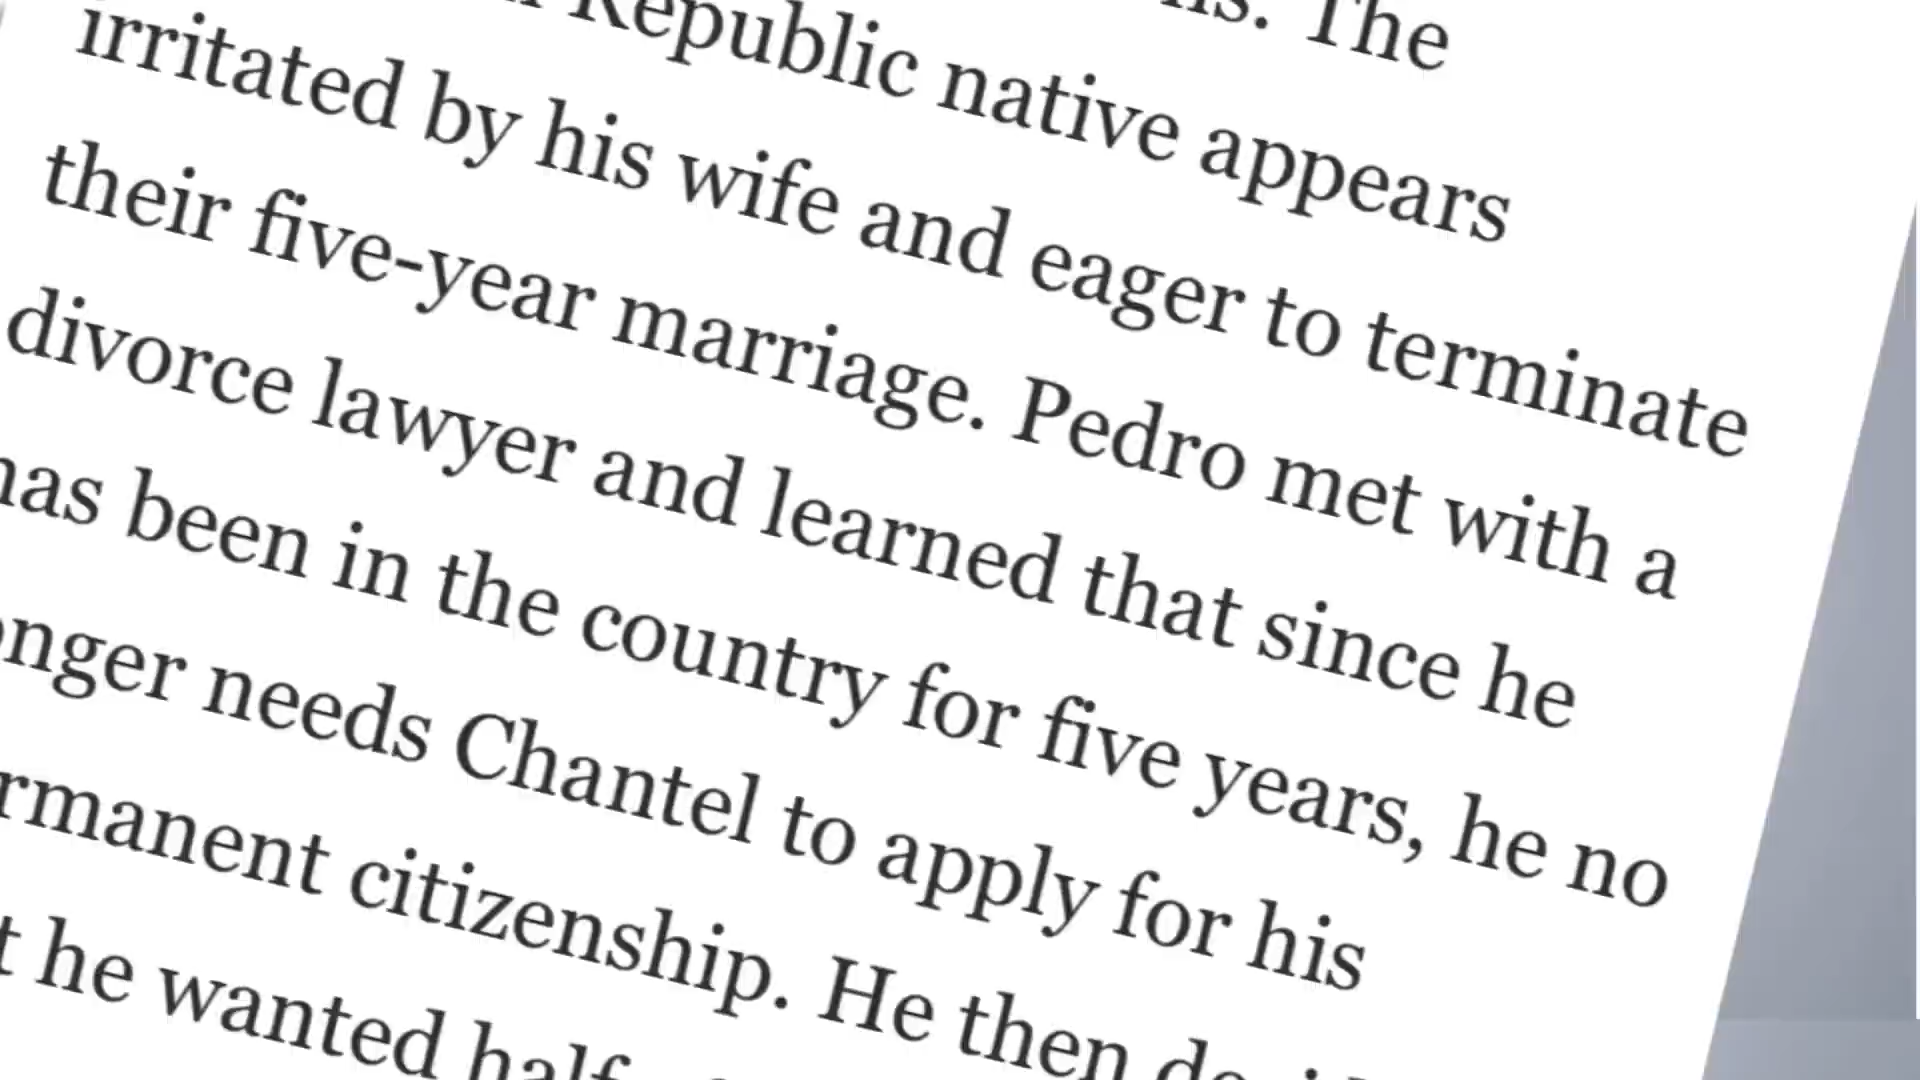 The
Republic native appears
irritated by his wife and eager to terminate
their five-year marriage. Pedro met with a
divorce lawyer and learned that since he
has been in the country for five years, he no
needs Chantel to apply for his
citizenship. He then
he wanted half